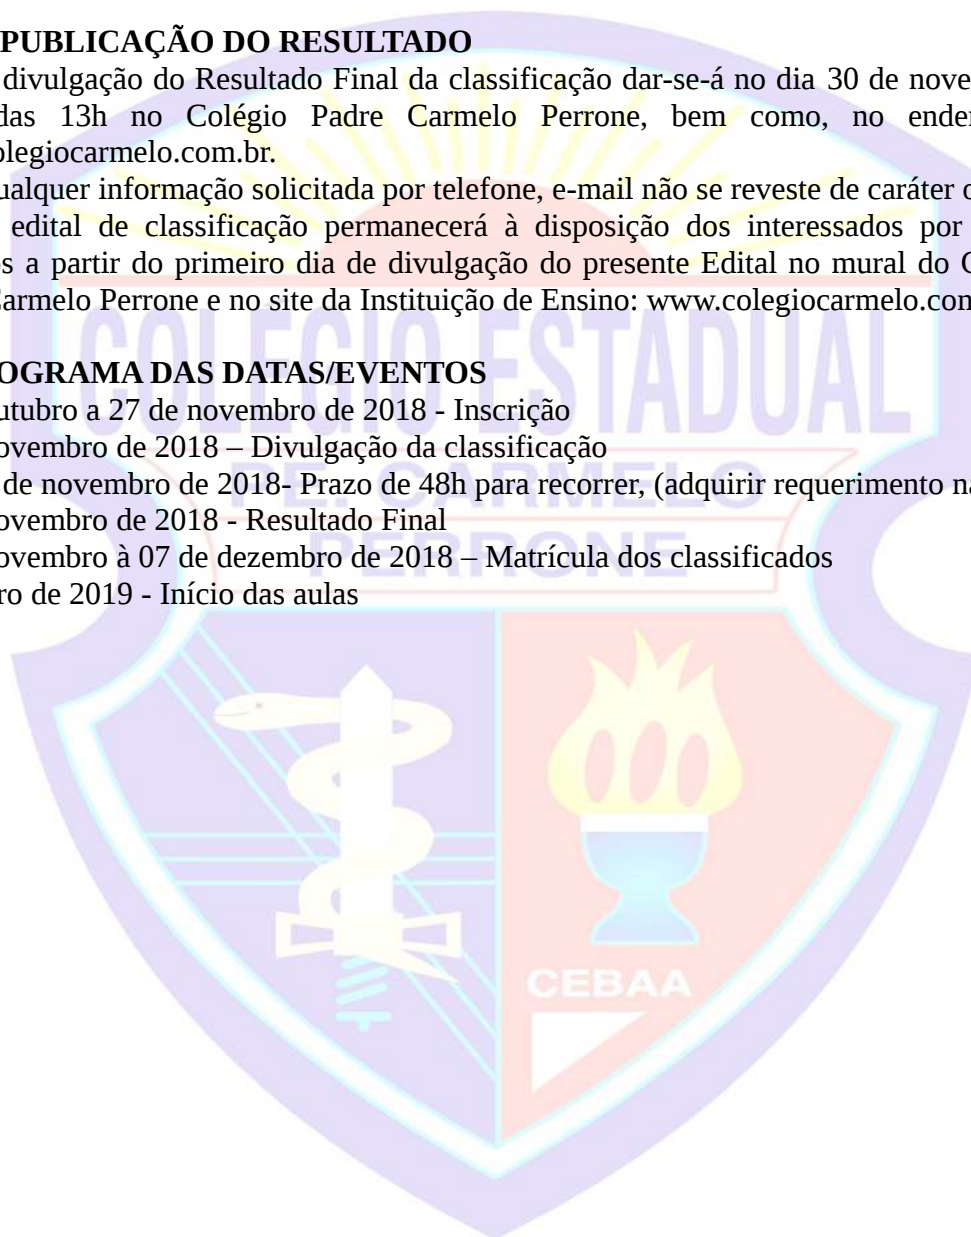 PUBLICAÇÃO DO RESULTADO
divulgação do Resultado Final da classificação dar-se-á no dia 30 de nove
das 13h no Colégio Padre Carmelo Perrone, bem como, no ender
olegiocarmelo.com.br.
ualquer informação solicitada por telefone, e-mail não se reveste de caráter o
edital de classificação permanecerá à disposição dos interessados por
s a partir do primeiro dia de divulgação do presente Edital no mural do C
Carmelo Perrone e no site da Instituição de Ensino: www.colegiocarmelo.con
OGRAMA DAS DATAS/EVENTOS
utubro a 27 de novembro de 2018 - Inscrição
ovembro de 2018 – Divulgação da classificação
de novembro de 2018- Prazo de 48h para recorrer, (adquirir requerimento na
ovembro de 2018 - Resultado Final
ovembro à 07 de dezembro de 2018 – Matrícula dos classificados
ro de 2019 - Início das aulas
COLÉGIO ESTADUAL
PE. CARMELO
PERRONE
CEBAA